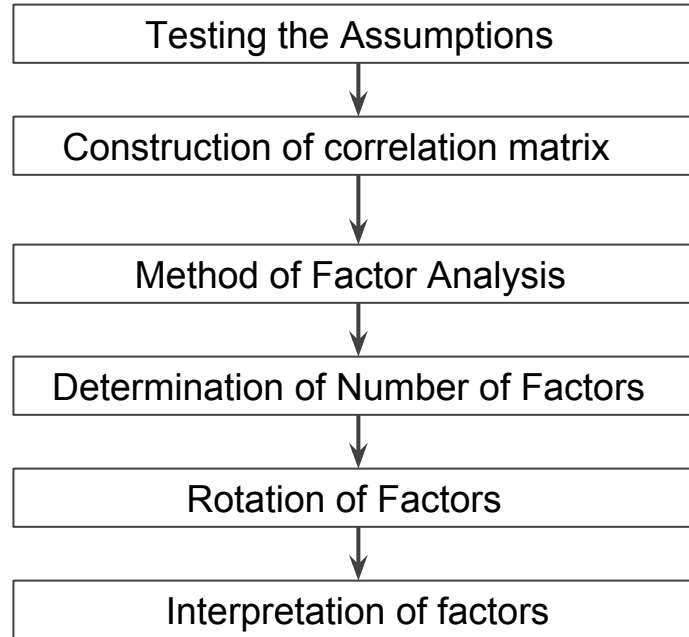 Testing the Assumptions
Construction of correlation matrix
Method of Factor Analysis
Determination of Number of Factors
Rotation of Factors
Interpretation of factors